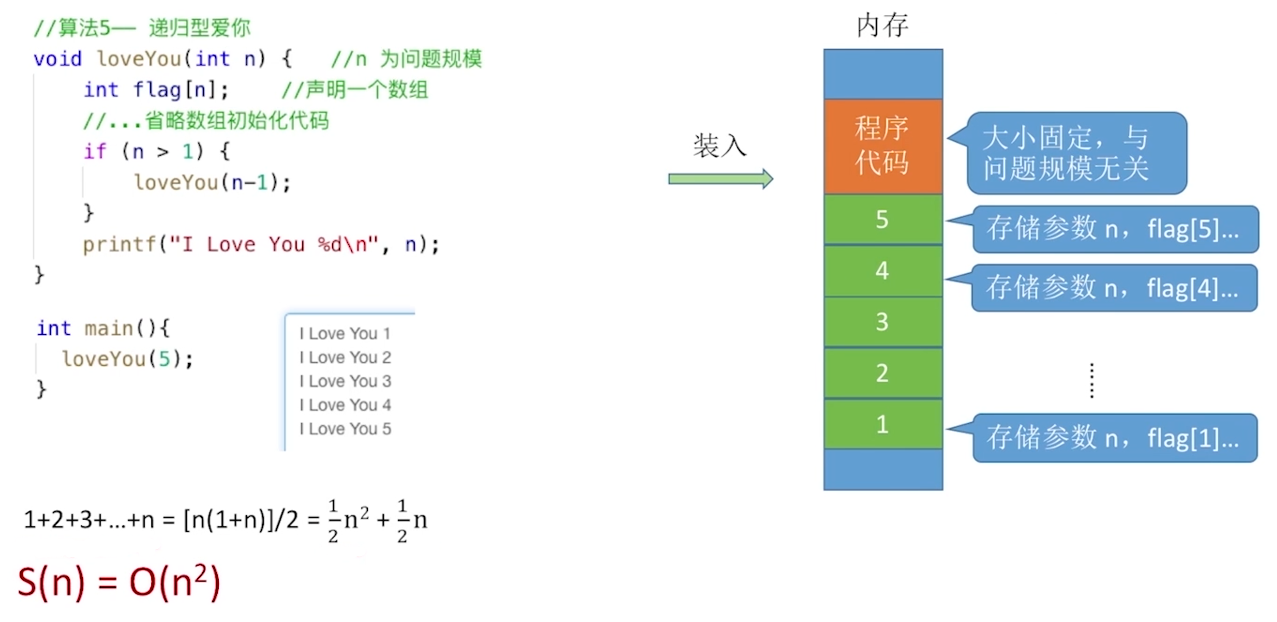 //算法5—— 递归型爱你
void loveYou(int n) {   //n 为问题规模
    int flag[n];    //声明一个数组
    //...省略数组初始化代码
    if (n > 1) {
        loveYou(n-1);
    }
    printf("I Love You %d\n", n);
}
int main(){
  loveYou(5);
}
I Love You 1
I Love You 2
I Love You 3
I Love You 4
I Love You 5
1+2+3+...+n = [n(1+n)]/2 = 1/2 n² + 1/2 n
S(n) = O(n²)
装入
内存
程序
代码
5
4
3
2
1
大小固定，与
问题规模无关
存储参数 n，flag[5]...
存储参数 n，flag[4]...
存储参数 n，flag[1]...